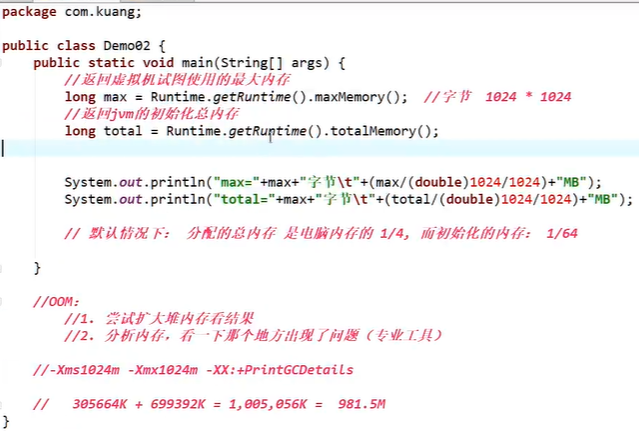 package com.kuang;
public class Demo02 {
public static void main(String[] args) {
//返回虚拟机试图使用的最大内存
long max = Runtime.getRuntime().maxMemory();  //字节  1024 * 1024
//返回jvm的初始化总内存
long total = Runtime.getRuntime().totalMemory();
System.out.println("max="+max+"字节\t"+(max/(double)1024/1024)+"MB");
System.out.println("total="+max+"字节\t"+(total/(double)1024/1024)+"MB");
// 默认情况下： 分配的总内存 是电脑内存的 1/4, 而初始化的内存： 1/64
}
//OOM:
//1. 尝试扩大堆内存看结果
//2. 分析内存，看一下那个地方出现了问题（专业工具）
//-Xms1024m -Xmx1024m -XX:+PrintGCDetails
//   305664K + 699392K = 1,005,056K =  981.5M
}